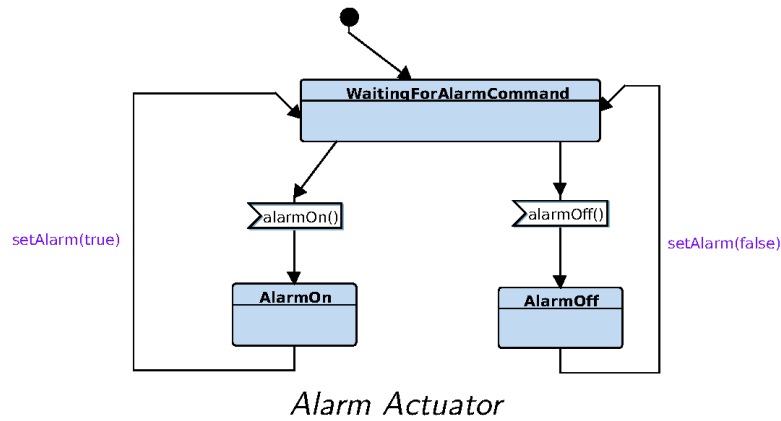 WaitingForAlarmCommand
alarmOn()
alarmOff()
setAlarm(true)
setAlarm(false)
AlarmOn
AlarmOff
Alarm Actuator